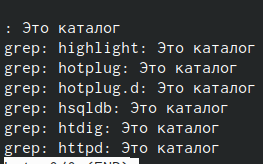 : Это каталог
grep: highlight: Это каталог
grep: hotplug: Это каталог
grep: hotplug.d: Это каталог
grep: hsqldb: Это каталог
grep: htdig: Это каталог
grep: httpd: Это каталог
(END)